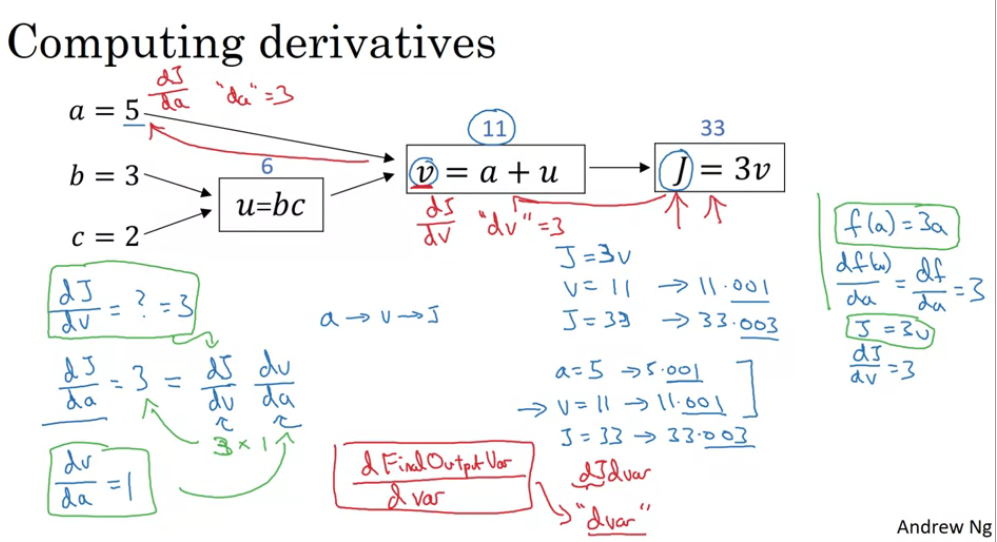 Computing derivatives
dJ/da "da" = 3
a = 5
b = 3
c = 2
6
u=bc
11
v = a + u
dJ/dv "dv" = 3
33
J = 3v
J = 3v
v = 11 → 11.001
J = 33 → 33.003
a → v → J
a = 5 → 5.001
→ v = 11 → 11.001
J = 33 → 33.003
dJ/dv = ? = 3
dJ/da = 3 = dJ/dv dv/da
3 × 1
dv/da = 1
d FinalOutputVar
d var
dJdvar
"dvar"
f(a) = 3a
df(a)/da = df/da = 3
J = 3v
dJ/dv = 3
Andrew Ng